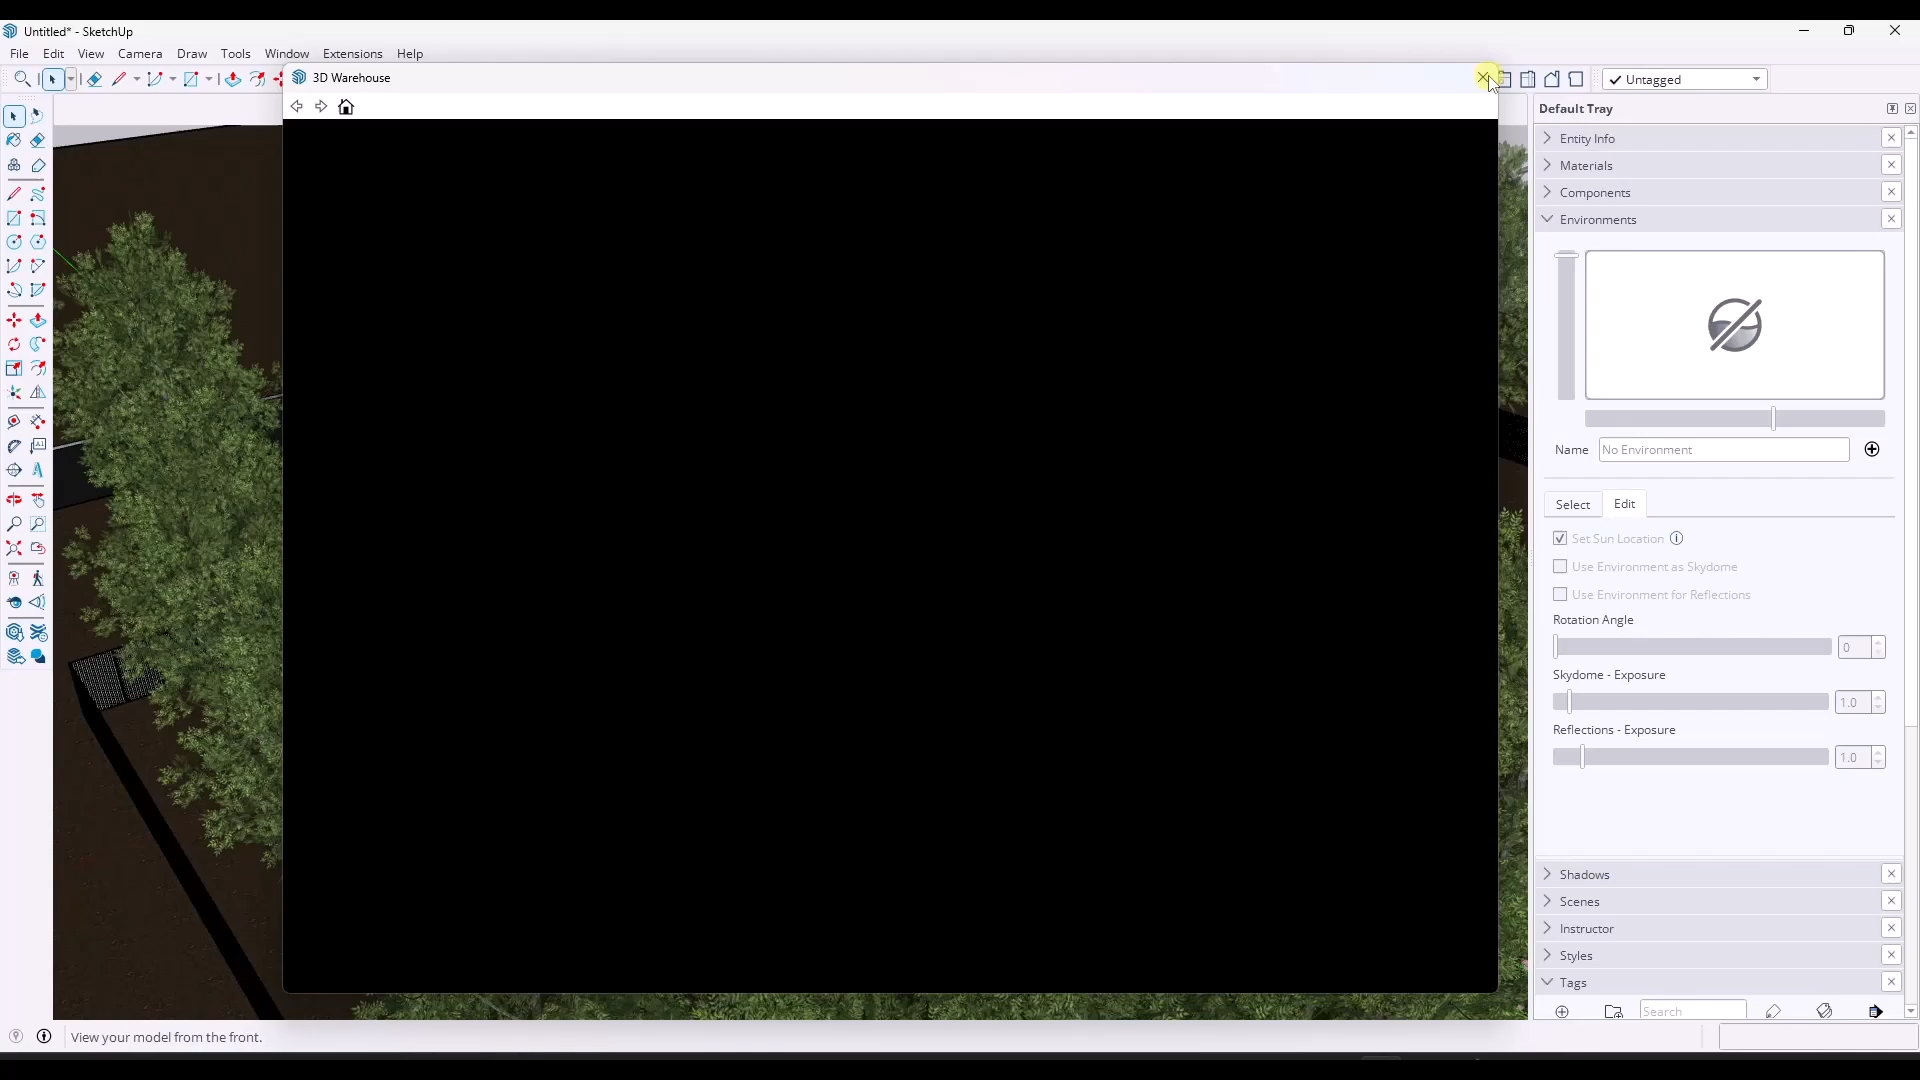 Untitled* - SketchUp
File Edit View Camera Draw Tools Window Extensions Help
3D Warehouse
Untagged
Default Tray
Entity Info
Materials
Components
Environments
Name No Environment
Select Edit
Set Sun Location
Use Environment as Skydome
Use Environment for Reflections
Rotation Angle
0
Skydome - Exposure
1.0
Reflections - Exposure
1.0
Shadows
Scenes
Instructor
Styles
Tags
Search
View your model from the front.